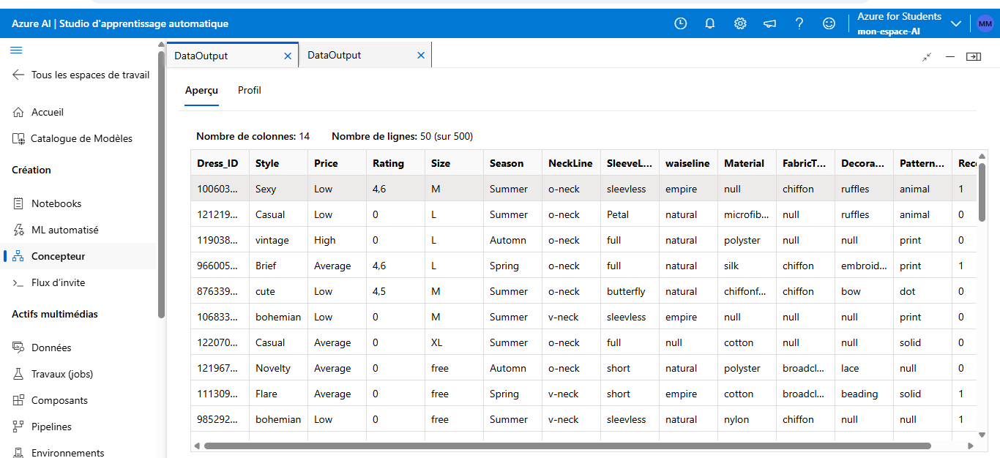 Azure AI | Studio d'apprentissage automatique
Azure for Students
mon-espace-AI
MM
Tous les espaces de travail
Accueil
Catalogue de Modèles
Création
Notebooks
ML automatisé
Concepteur
Flux d’invite
Actifs multimédias
Données
Travaux (jobs)
Composants
Pipelines
Environnements
DataOutput DataOutput
Aperçu Profil
Nombre de colonnes: 14 Nombre de lignes: 50 (sur 500)
Dress_ID Style Price Rating Size Season NeckLine SleeveL... waiseline Material FabricT... Decora... Pattern... Reco
100603... Sexy Low 4,6 M Summer o-neck sleevless empire null chiffon ruffles animal 1
121219... Casual Low 0 L Summer o-neck Petal natural microfib... null ruffles animal 0
119038... vintage High 0 L Automn o-neck full natural polyster null null print 0
966005... Brief Average 4,6 L Spring o-neck full natural silk chiffon embroid... print 1
876339... cute Low 4,5 M Summer o-neck butterfly natural chiffonf... chiffon bow dot 0
106833... bohemian Low 0 M Summer v-neck sleevless empire null null null print 0
122070... Casual Average 0 XL Summer o-neck full null cotton null null solid 0
121967... Novelty Average 0 free Automn o-neck short natural polyster broadcl... lace null 0
111309... Flare Average 0 free Spring v-neck short empire cotton broadcl... beading solid 1
985292... bohemian Low 0 free Summer v-neck sleevless natural nylon chiffon null null 1